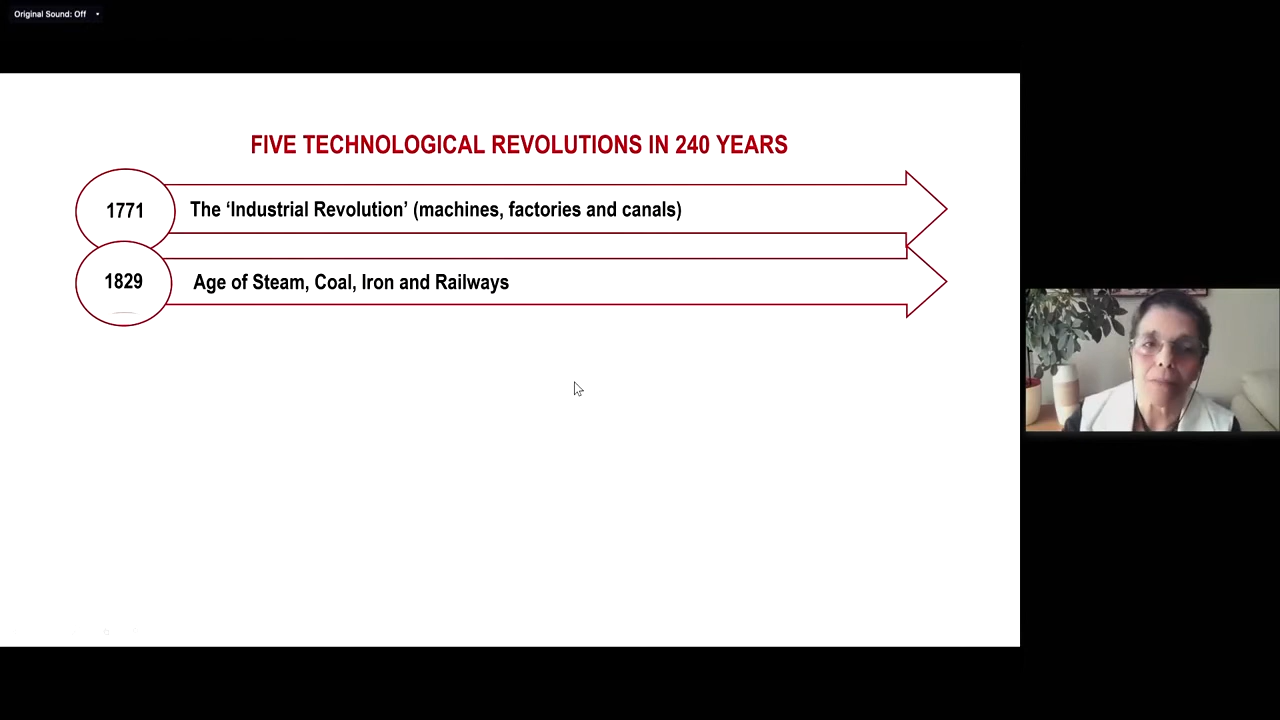 Original Sound: Off
FIVE TECHNOLOGICAL REVOLUTIONS IN 240 YEARS
1771
The ‘Industrial Revolution’ (machines, factories and canals)
1829
Age of Steam, Coal, Iron and Railways